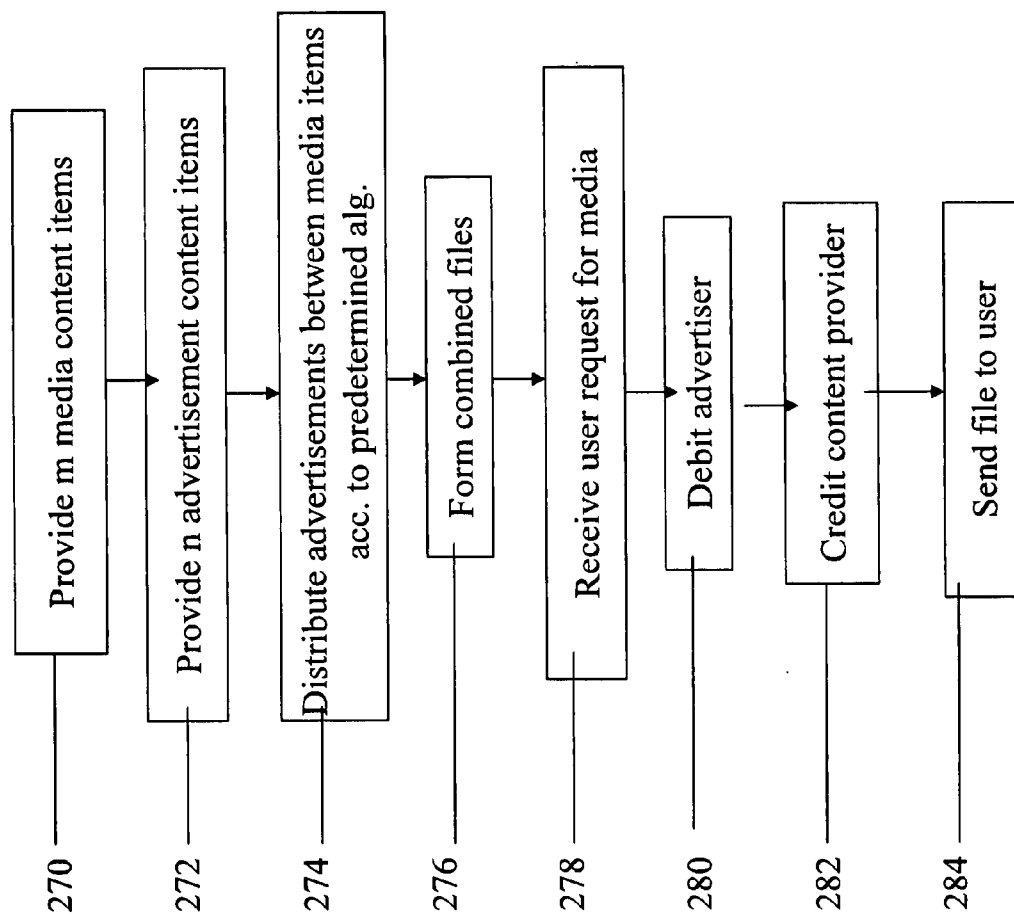 270
Provide m media content items
272
Provide n advertisement content items
274
Distribute advertisements between media items
acc. to predetermined alg.
276
Form combined files
278
Receive user request for media
280
Debit advertiser
282
Credit content provider
284
Send file to user